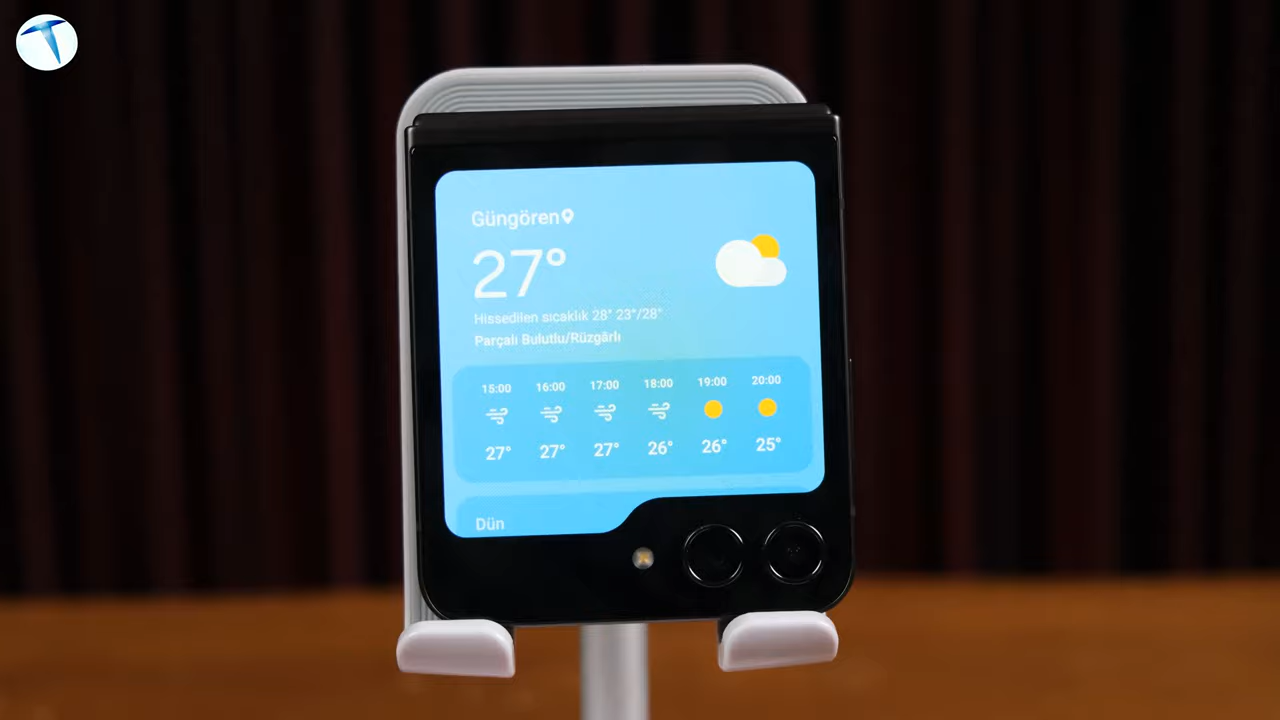 Güngören
27°
Hissedilen sıcaklık 28° 23°/28°
Parçalı Bulutlu/Rüzgârlı
15:00 16:00 17:00 18:00 19:00 20:00
27° 27° 27° 26° 26° 25°
Dün